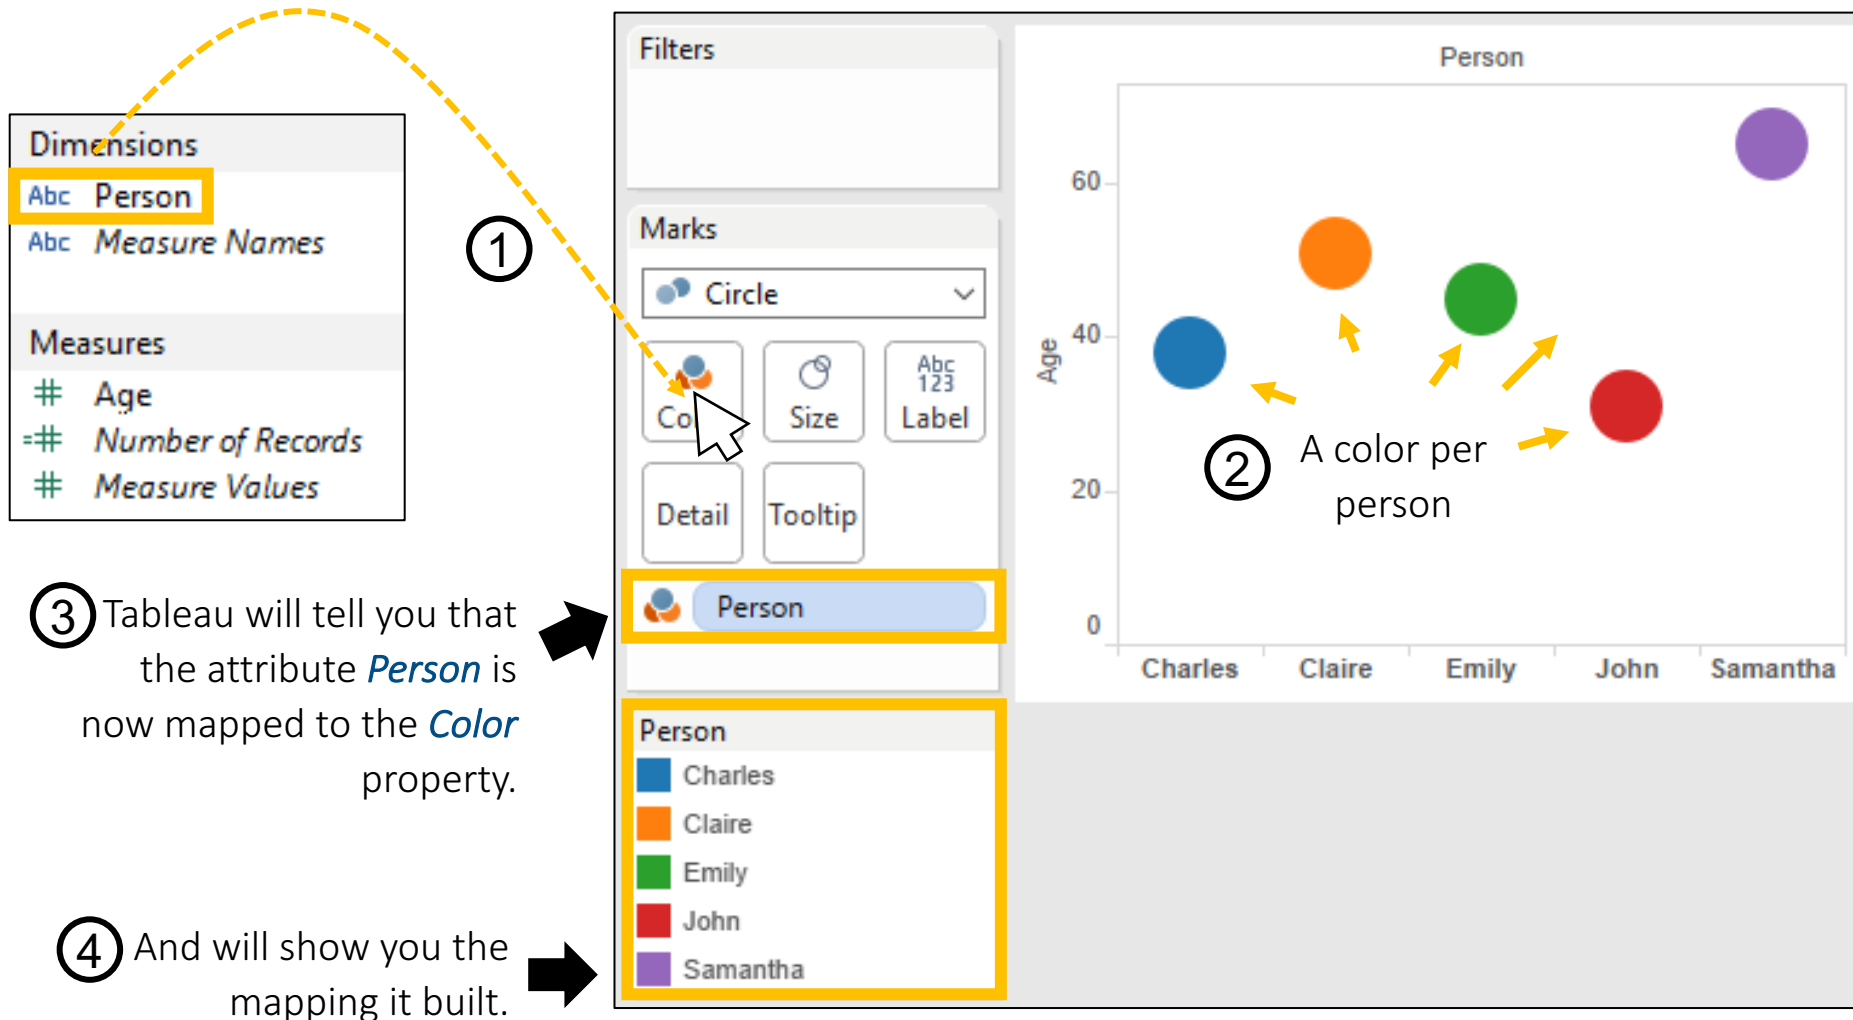 Dimensions
Abc Person
Abc Measure Names
Measures
# Age
=# Number of Records
# Measure Values
1
Filters
Marks
Circle
Size
Abc
123
Label
Detail
Tooltip
Person
Person
Charles
Claire
Emily
John
Samantha
Person
Age
60
40
20
0
Charles
Claire
Emily
John
Samantha
2 A color per
person
3 Tableau will tell you that
the attribute Person is
now mapped to the Color
property.
4 And will show you the
mapping it built.